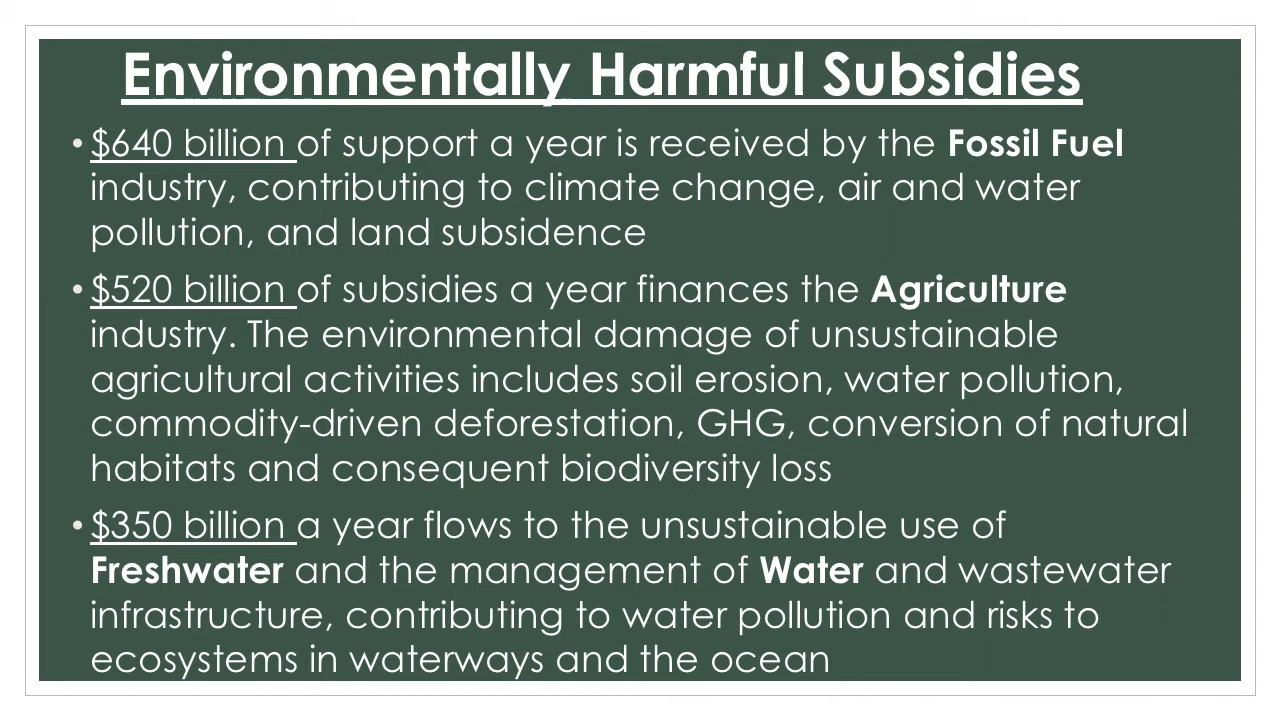 Environmentally Harmful Subsidies
• $640 billion of support a year is received by the Fossil Fuel
industry, contributing to climate change, air and water
pollution, and land subsidence
• $520 billion of subsidies a year finances the Agriculture
industry. The environmental damage of unsustainable
agricultural activities includes soil erosion, water pollution,
commodity-driven deforestation, GHG, conversion of natural
habitats and consequent biodiversity loss
• $350 billion a year flows to the unsustainable use of
Freshwater and the management of Water and wastewater
infrastructure, contributing to water pollution and risks to
ecosystems in waterways and the ocean